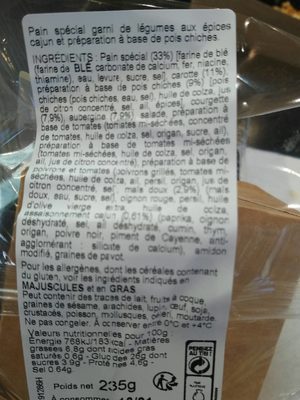 Pain spécial garni de légumes aux épices
cajun et préparation à base de pois chiches.
INGRÉDIENTS : Pain spécial (33%) [farine de blé
(farine de BLÉ, carbonate de calcium, fer, niacine,
thiamine), eau, levure, sucre, sel], carotte (11%),
préparation à base de pois chiches (9%) [pois
chiches (pois chiches, eau, sel), huile de colza, jus
de citron concentré, sel, ail, épices], courgette
(7,9%), aubergine (7,9%), salade, préparation à
base de tomates (tomates mi-séchées, concentré
de tomates, huile de colza, sel, origan, sucre, ail),
préparation à base de tomates mi-séchées
(tomates mi-séchées, huile de colza, sel, origan,
ail, jus de citron concentré), préparation à base de
poivrons et tomates (poivrons grillés, tomates mi-
séchées, huile de colza, ail, persil, origan, jus de
citron concentré, sel), maïs doux (2,9%) (maïs
doux, eau, sucre, sel), oignon rouge, persil, huile
d'olive vierge extra, huile de colza,
assaisonnement cajun (0,61%) (paprika, oignon
déshydraté, sel, ail déshydraté, cumin, thym,
origan, poivre noir, piment de Cayenne, anti-
agglomérant : silicate de calcium), amidon
modifié, graines de pavot.
Pour les allergènes, dont les céréales contenant
du gluten, voir les ingrédients indiqués en
MAJUSCULES et en GRAS.
Peut contenir des traces de lait, fruits à coque,
graines de sésame, arachides, lupin, œuf, soja,
crustacés, poisson, mollusques, céleri, moutarde.
Ne pas congeler. A conserver entre 0°C et +4°C
Valeurs nutritionnelles pour 100g :
Energie 768kJ/183kcal - Matières
grasses 6.8g dont acides gras
saturés 0.6g - Glucides 26g dont
sucres 3.9g - Protéines 4.6g -
Sel 0.64g
Poids net 235g